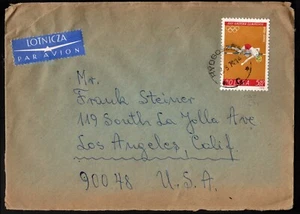 LOTNICZA
PAR AVION
Mr.
Frank Steiner
119 South La Jolla Ave
Los Angeles, Calif
90048 U.S.A.